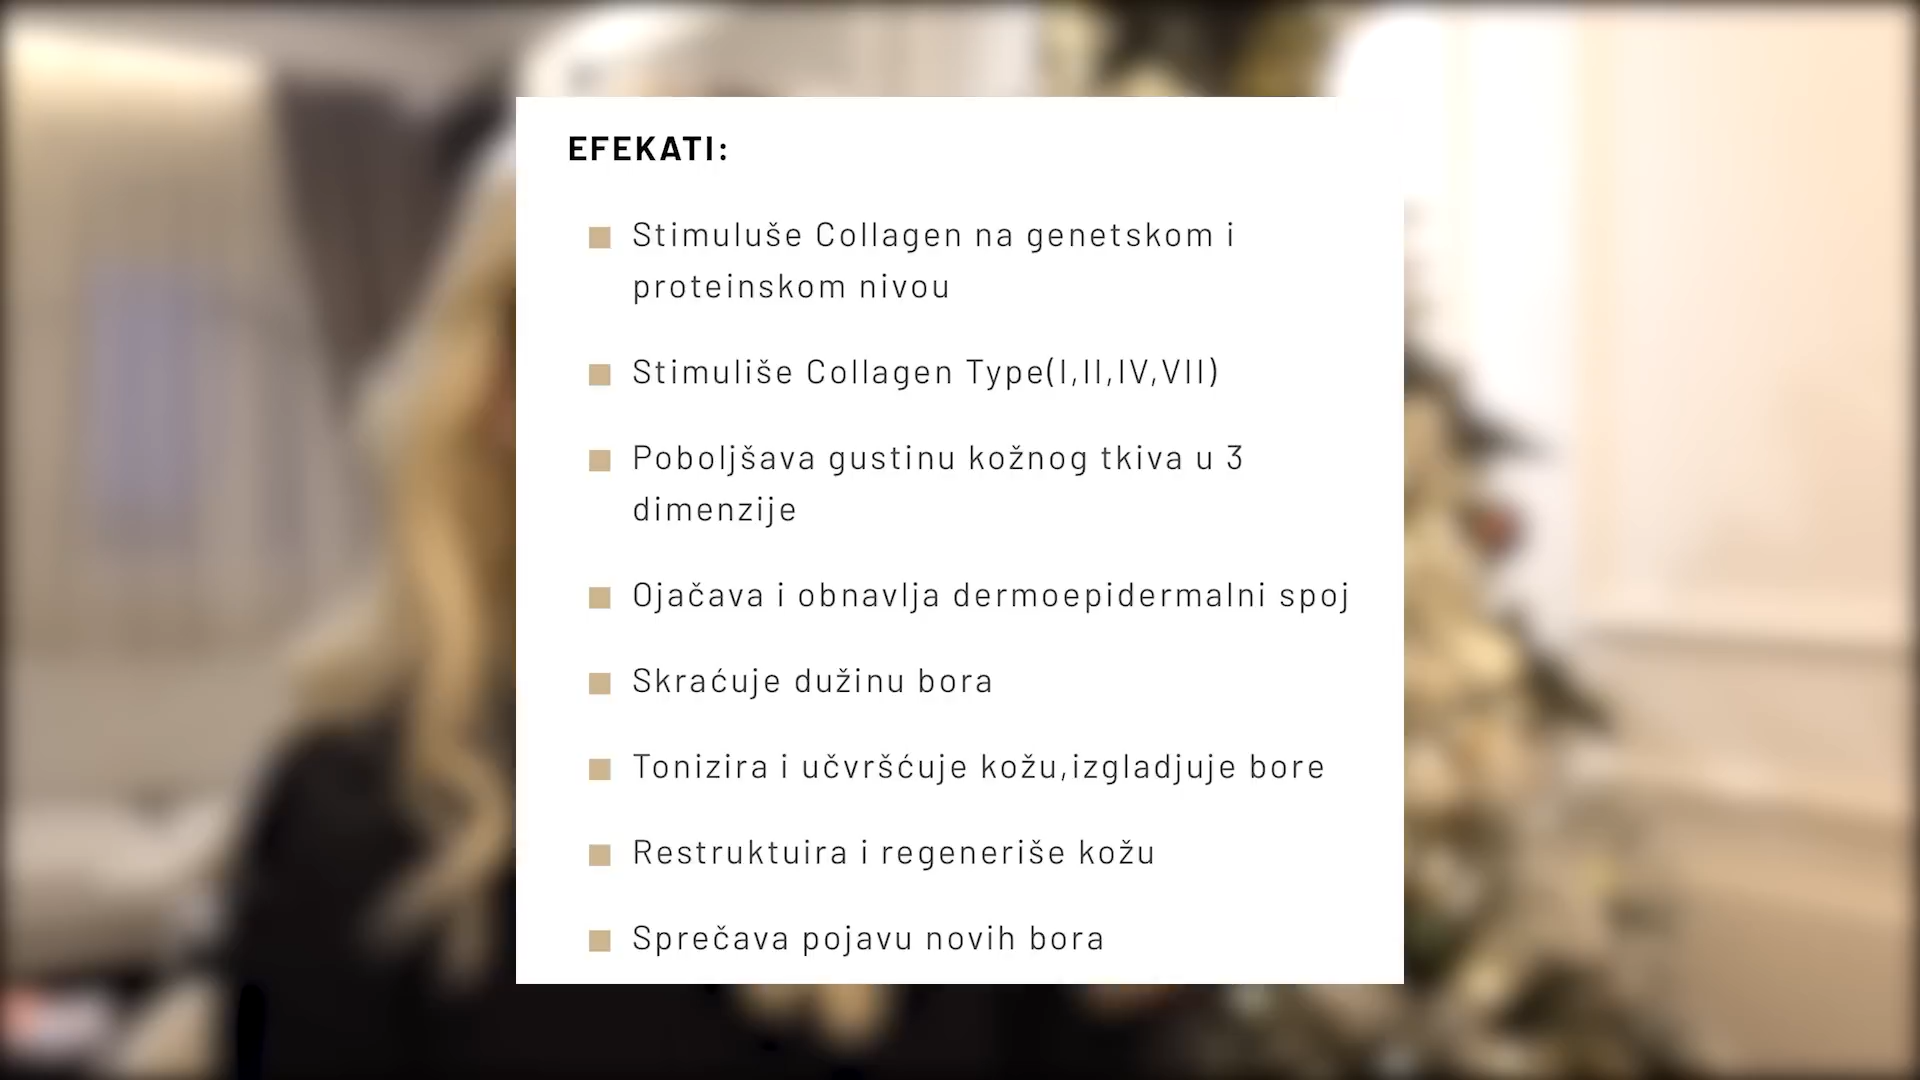 EFEKATI:
Stimuluše Collagen na genetskom i
proteinskom nivou
Stimuliše Collagen Type(I,II,IV,VII)
Poboljšava gustinu kožnog tkiva u 3
dimenzije
Ojačava i obnavlja dermoepidermalni spoj
Skraćuje dužinu bora
Tonizira i učvršćuje kožu,izgladjuje bore
Restruktuira i regeneriše kožu
Sprečava pojavu novih bora